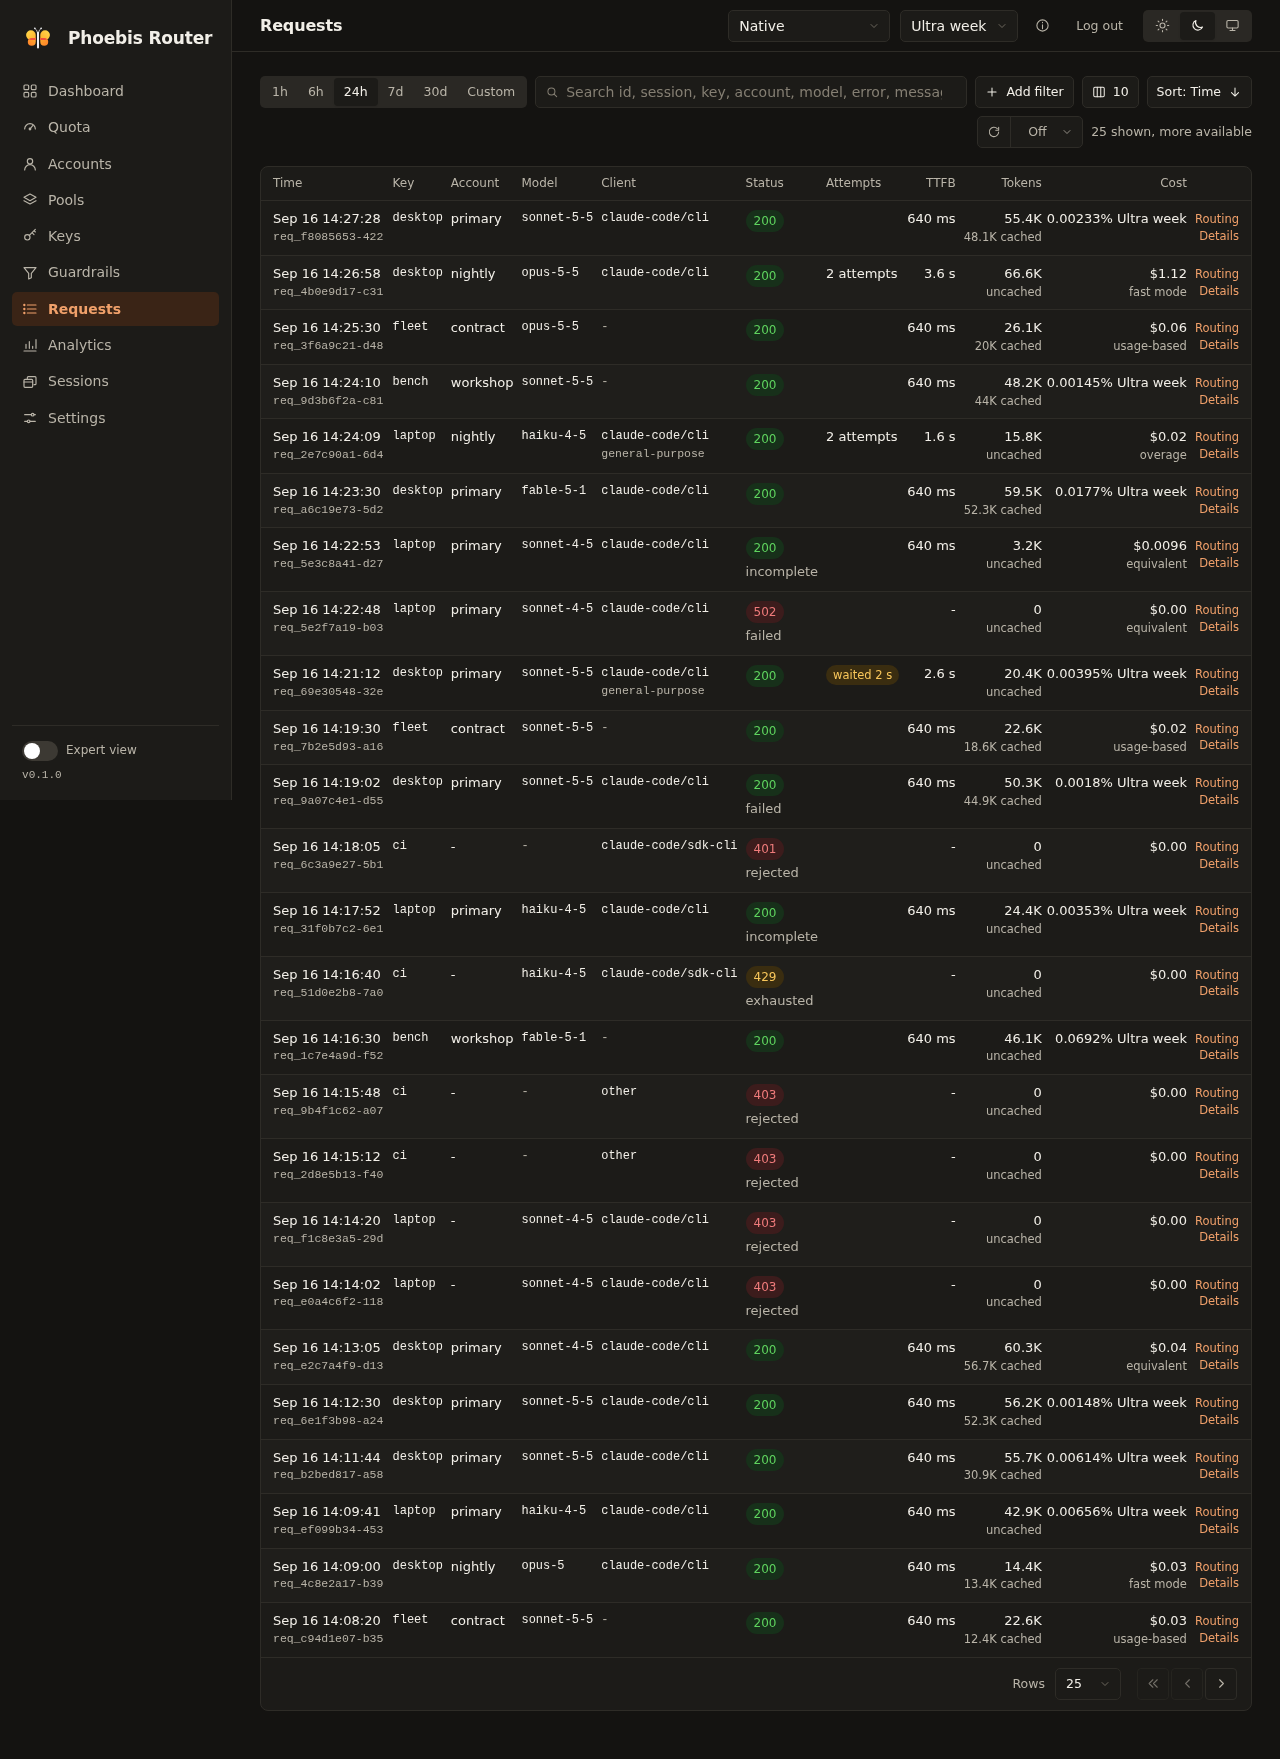 Phoebis Router
Dashboard
Quota
Accounts
Pools
Keys
Guardrails
Requests
Analytics
Sessions
Settings
Expert view
v0.1.0
Requests
Native
Ultra week
Log out
1h 6h 24h 7d 30d Custom
Search id, session, key, account, model, error, messa
Add filter
10
Sort: Time
Off
25 shown, more available
Time Key Account Model Client Status Attempts TTFB Tokens Cost
Sep 16 14:27:28 desktop primary sonnet-5-5 claude-code/cli 200 640 ms 55.4K 0.00233% Ultra week Routing
req_f8085653-422 48.1K cached Details
Sep 16 14:26:58 desktop nightly opus-5-5 claude-code/cli 200 2 attempts 3.6 s 66.6K $1.12 Routing
req_4b0e9d17-c31 uncached fast mode Details
Sep 16 14:25:30 fleet contract opus-5-5 - 200 640 ms 26.1K $0.06 Routing
req_3f6a9c21-d48 20K cached usage-based Details
Sep 16 14:24:10 bench workshop sonnet-5-5 - 200 640 ms 48.2K 0.00145% Ultra week Routing
req_9d3b6f2a-c81 44K cached Details
Sep 16 14:24:09 laptop nightly haiku-4-5 claude-code/cli 200 2 attempts 1.6 s 15.8K $0.02 Routing
req_2e7c90a1-6d4 general-purpose uncached overage Details
Sep 16 14:23:30 desktop primary fable-5-1 claude-code/cli 200 640 ms 59.5K 0.0177% Ultra week Routing
req_a6c19e73-5d2 52.3K cached Details
Sep 16 14:22:53 laptop primary sonnet-4-5 claude-code/cli 200 640 ms 3.2K $0.0096 Routing
req_5e3c8a41-d27 incomplete uncached equivalent Details
Sep 16 14:22:48 laptop primary sonnet-4-5 claude-code/cli 502 - 0 $0.00 Routing
req_5e2f7a19-b03 failed uncached equivalent Details
Sep 16 14:21:12 desktop primary sonnet-5-5 claude-code/cli 200 waited 2 s 2.6 s 20.4K 0.00395% Ultra week Routing
req_69e30548-32e general-purpose uncached Details
Sep 16 14:19:30 fleet contract sonnet-5-5 - 200 640 ms 22.6K $0.02 Routing
req_7b2e5d93-a16 18.6K cached usage-based Details
Sep 16 14:19:02 desktop primary sonnet-5-5 claude-code/cli 200 640 ms 50.3K 0.0018% Ultra week Routing
req_9a07c4e1-d55 failed 44.9K cached Details
Sep 16 14:18:05 ci - - claude-code/sdk-cli 401 - 0 $0.00 Routing
req_6c3a9e27-5b1 rejected uncached Details
Sep 16 14:17:52 laptop primary haiku-4-5 claude-code/cli 200 640 ms 24.4K 0.00353% Ultra week Routing
req_31f0b7c2-6e1 incomplete uncached Details
Sep 16 14:16:40 ci - haiku-4-5 claude-code/sdk-cli 429 - 0 $0.00 Routing
req_51d0e2b8-7a0 exhausted uncached Details
Sep 16 14:16:30 bench workshop fable-5-1 - 200 640 ms 46.1K 0.0692% Ultra week Routing
req_1c7e4a9d-f52 uncached Details
Sep 16 14:15:48 ci - - other 403 - 0 $0.00 Routing
req_9b4f1c62-a07 rejected uncached Details
Sep 16 14:15:12 ci - - other 403 - 0 $0.00 Routing
req_2d8e5b13-f40 rejected uncached Details
Sep 16 14:14:20 laptop - sonnet-4-5 claude-code/cli 403 - 0 $0.00 Routing
req_f1c8e3a5-29d rejected uncached Details
Sep 16 14:14:02 laptop - sonnet-4-5 claude-code/cli 403 - 0 $0.00 Routing
req_e0a4c6f2-118 rejected uncached Details
Sep 16 14:13:05 desktop primary sonnet-4-5 claude-code/cli 200 640 ms 60.3K $0.04 Routing
req_e2c7a4f9-d13 56.7K cached equivalent Details
Sep 16 14:12:30 desktop primary sonnet-5-5 claude-code/cli 200 640 ms 56.2K 0.00148% Ultra week Routing
req_6e1f3b98-a24 52.3K cached Details
Sep 16 14:11:44 desktop primary sonnet-5-5 claude-code/cli 200 640 ms 55.7K 0.00614% Ultra week Routing
req_b2bed817-a58 30.9K cached Details
Sep 16 14:09:41 laptop primary haiku-4-5 claude-code/cli 200 640 ms 42.9K 0.00656% Ultra week Routing
req_ef099b34-453 uncached Details
Sep 16 14:09:00 desktop nightly opus-5 claude-code/cli 200 640 ms 14.4K $0.03 Routing
req_4c8e2a17-b39 13.4K cached fast mode Details
Sep 16 14:08:20 fleet contract sonnet-5-5 - 200 640 ms 22.6K $0.03 Routing
req_c94d1e07-b35 12.4K cached usage-based Details
Rows 25